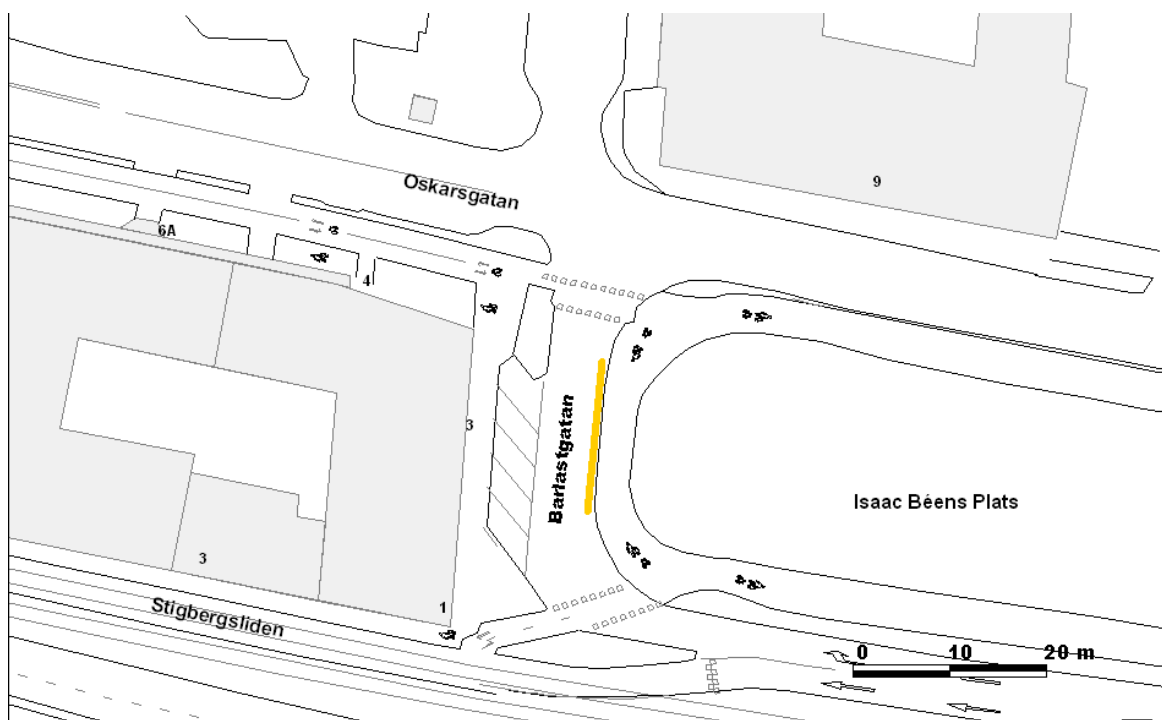 9
Oskarsgatan
6A
4
3
Barlastgatan
Isaac Béens Plats
3
1
Stigbergsliden
0 10 20 m